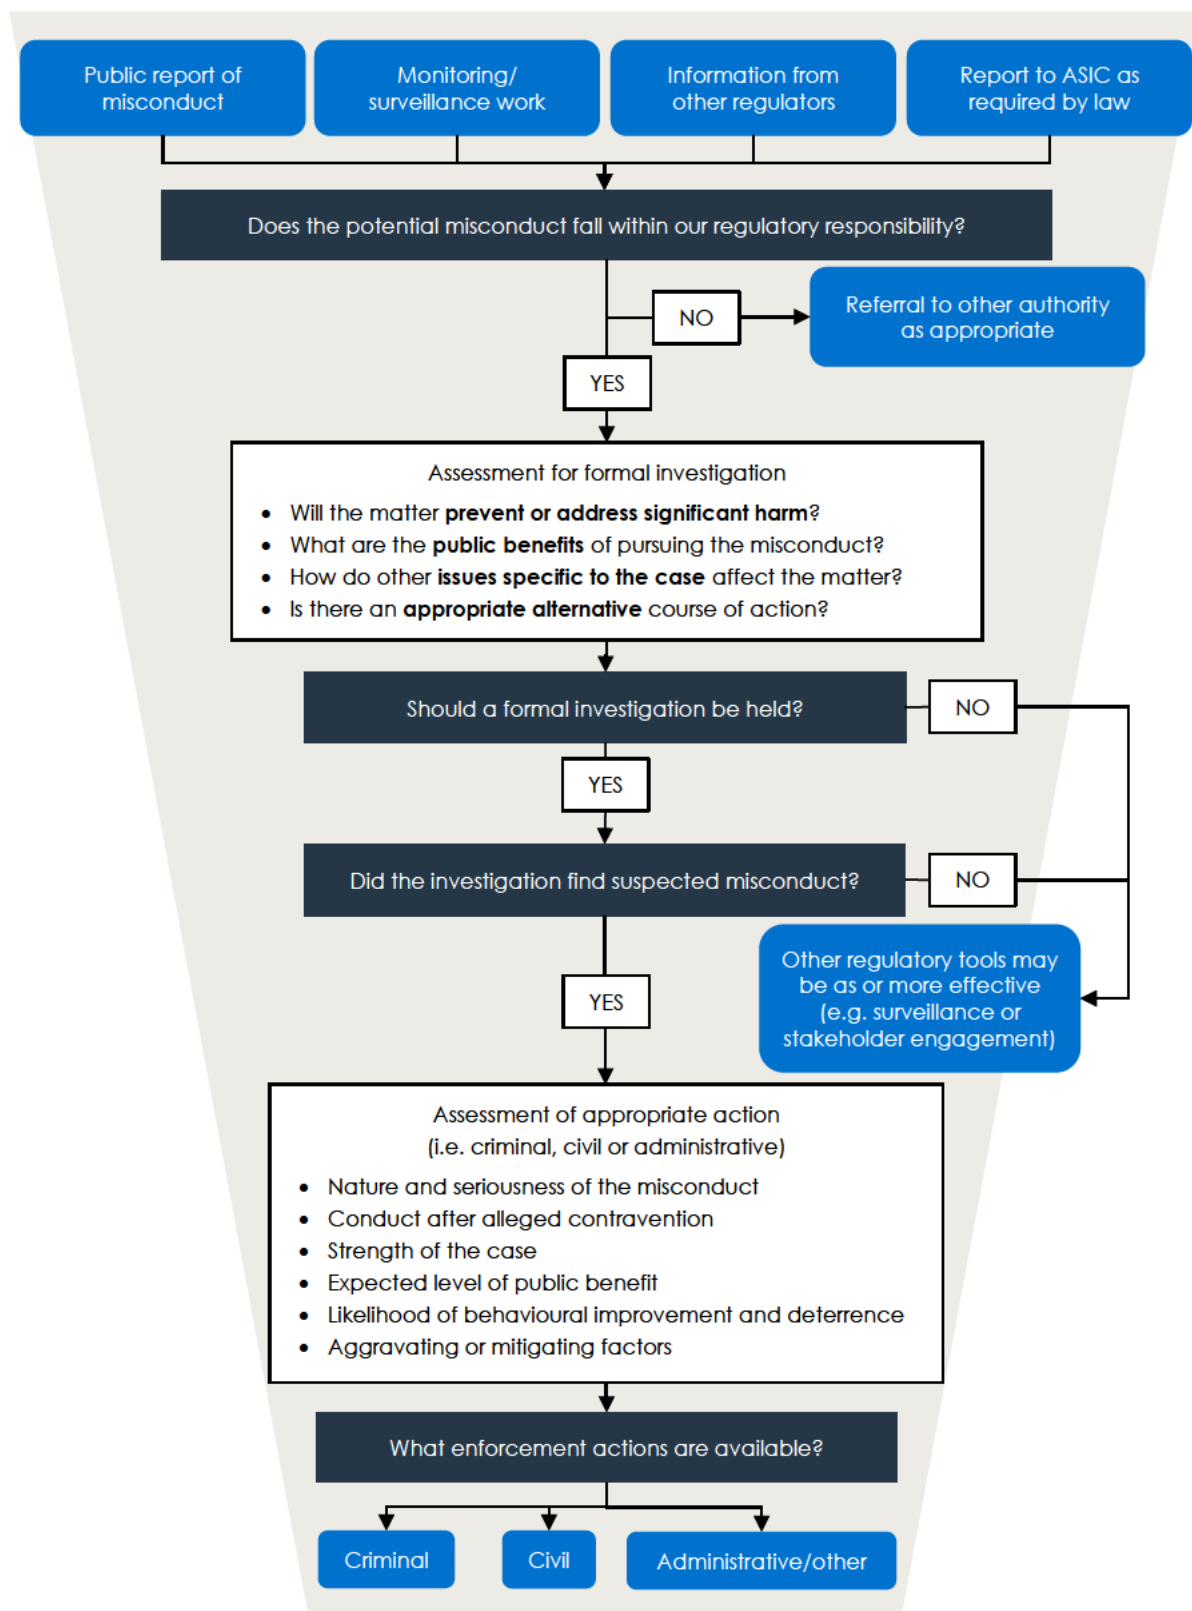 Public report of
misconduct
Monitoring/
surveillance work
Information from
other regulators
Report to ASIC as
required by law
Does the potential misconduct fall within our regulatory responsibility?
NO
Referral to other authority
as appropriate
YES
Assessment for formal investigation
• Will the matter prevent or address significant harm?
• What are the public benefits of pursuing the misconduct?
• How do other issues specific to the case affect the matter?
• Is there an appropriate alternative course of action?
Should a formal investigation be held?
NO
YES
Did the investigation find suspected misconduct?
NO
Other regulatory tools may
be as or more effective
(e.g. surveillance or
stakeholder engagement)
YES
Assessment of appropriate action
(i.e. criminal, civil or administrative)
• Nature and seriousness of the misconduct
• Conduct after alleged contravention
• Strength of the case
• Expected level of public benefit
• Likelihood of behavioural improvement and deterrence
• Aggravating or mitigating factors
What enforcement actions are available?
Criminal
Civil
Administrative/other